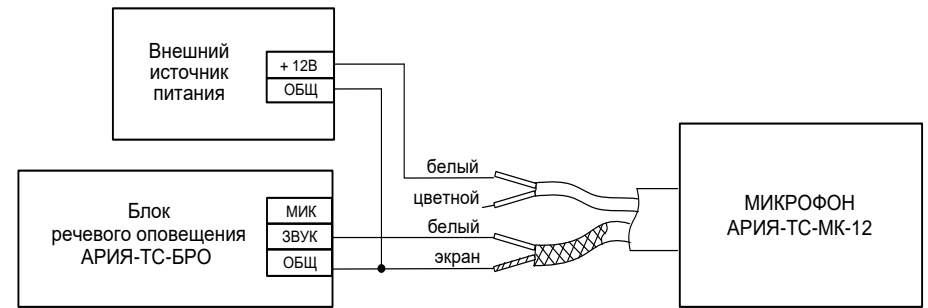 Внешний
источник
питания
+ 12В
ОБЩ
Блок
речевого оповещения
АРИЯ-ТС-БРО
МИК
ЗВУК
ОБЩ
белый
цветной
белый
экран
МИКРОФОН
АРИЯ-ТС-МК-12